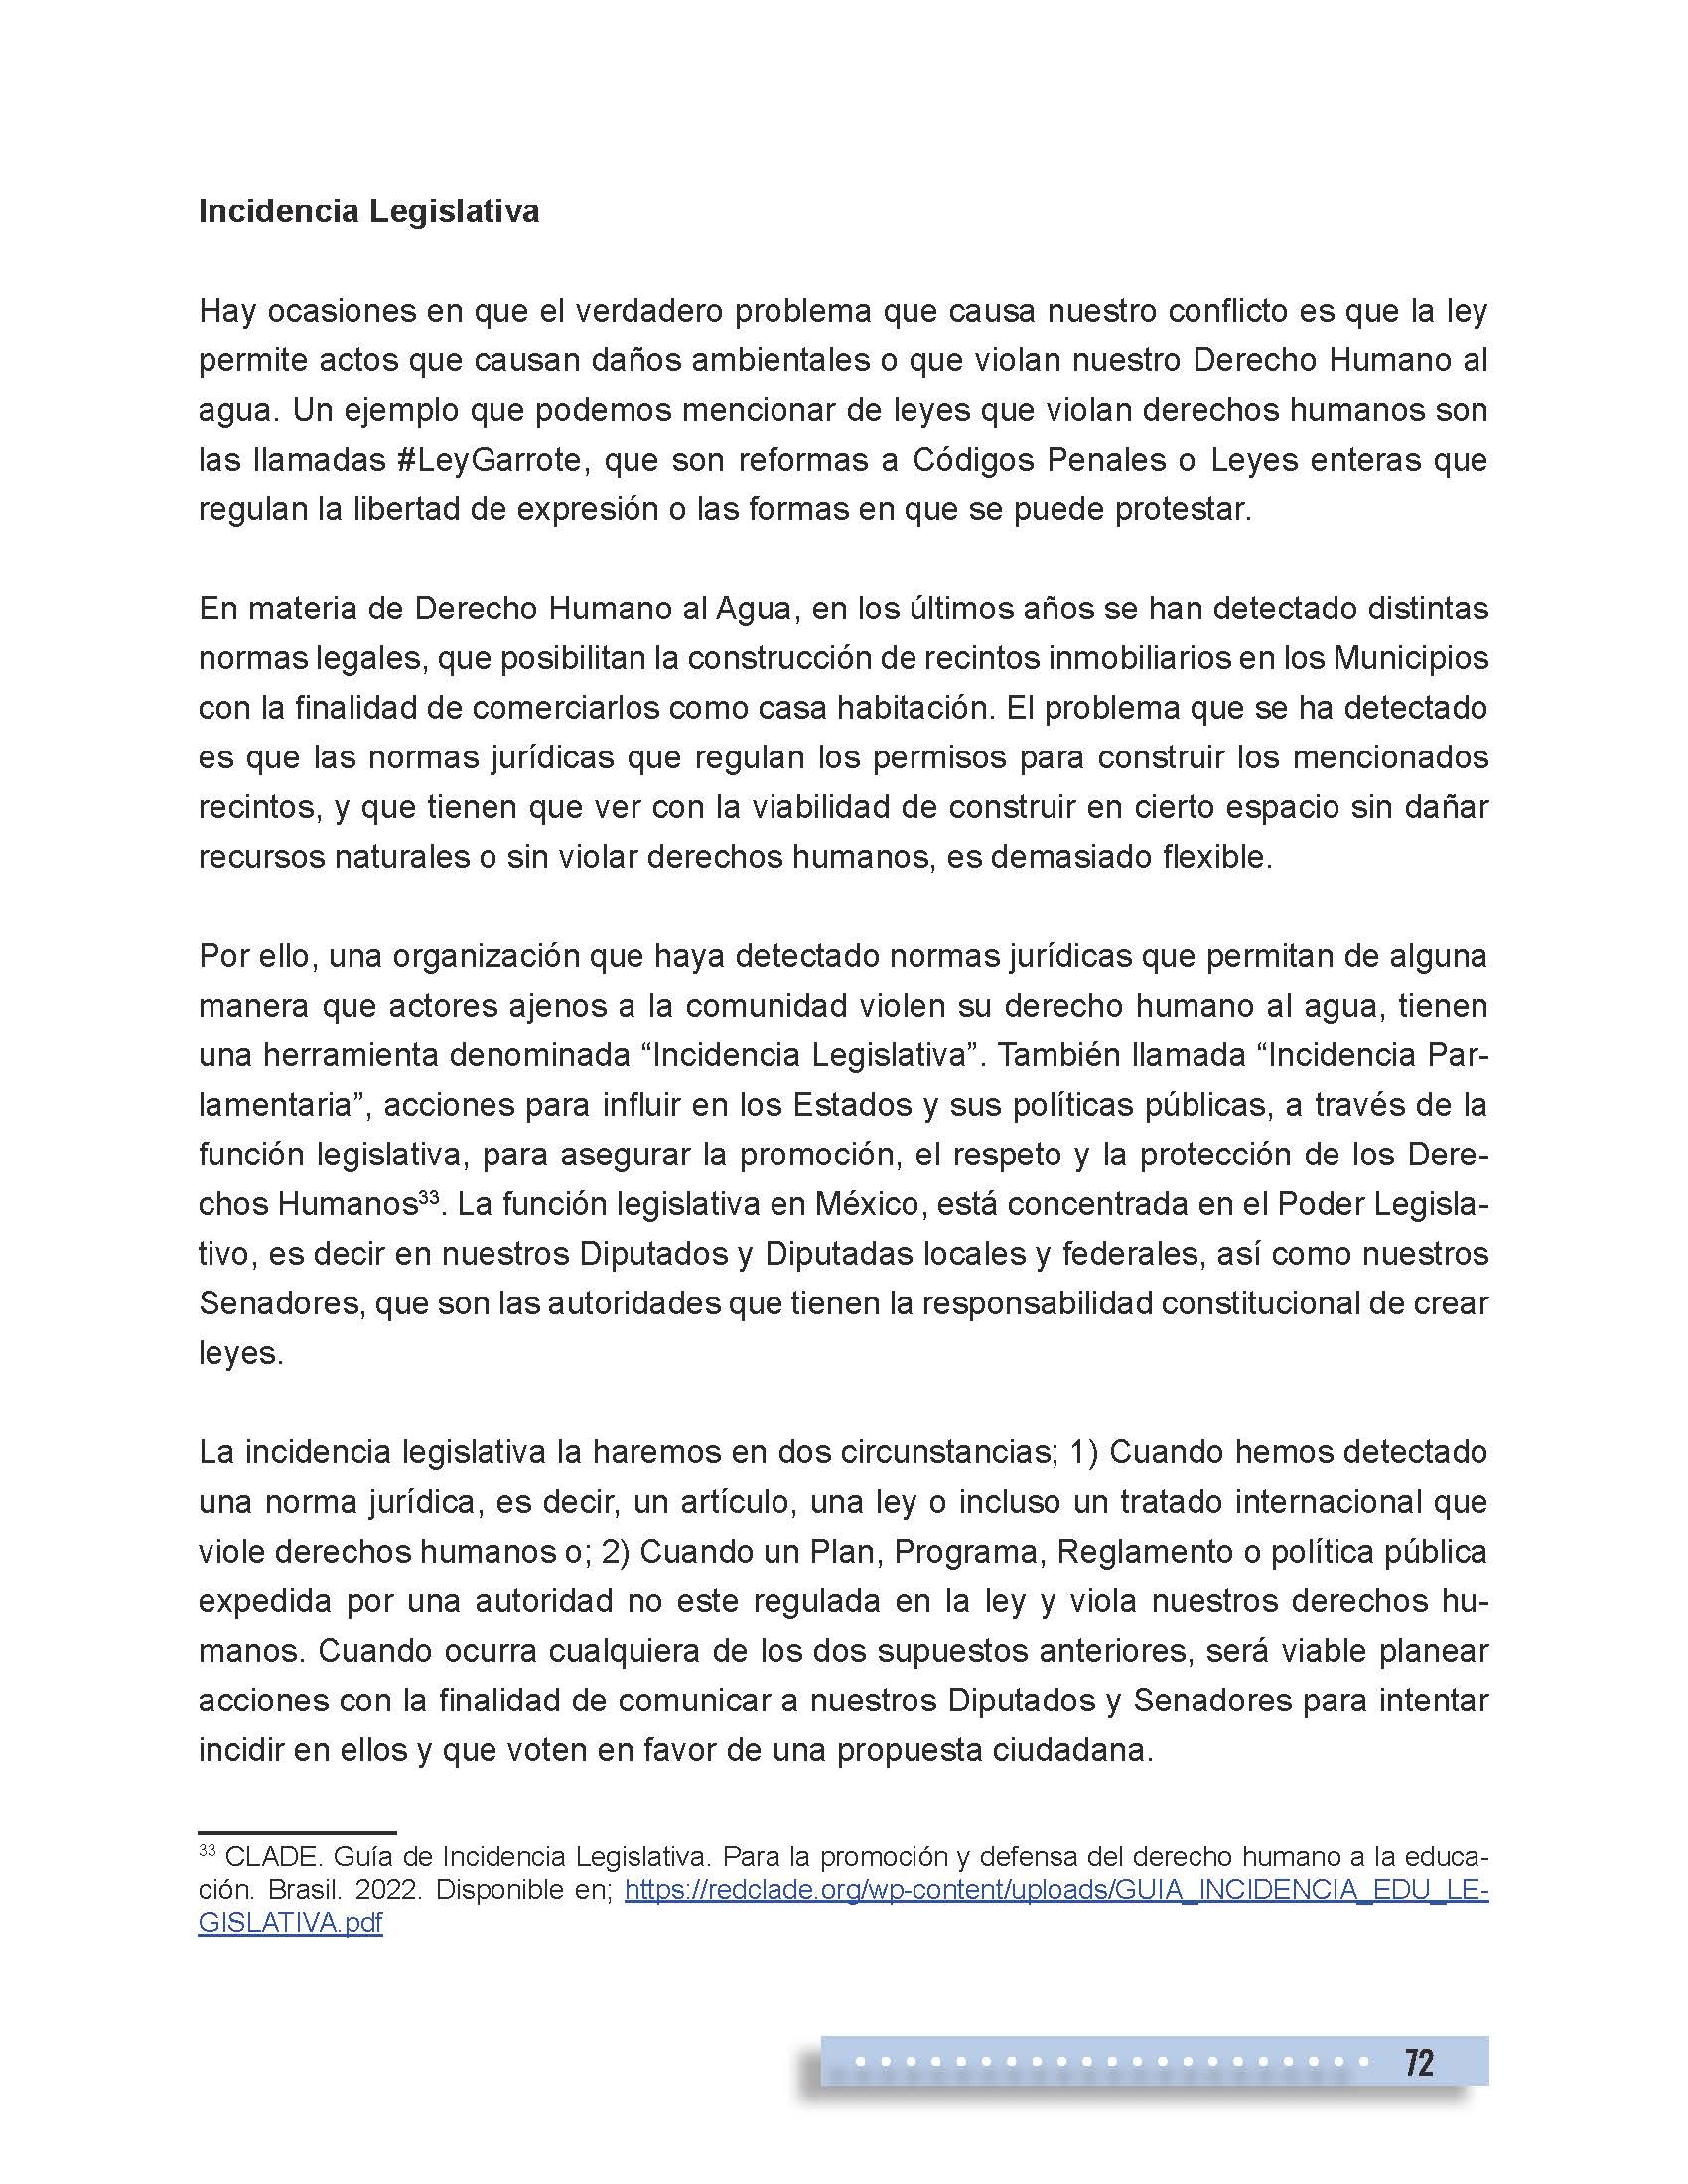 Incidencia Legislativa
Hay ocasiones en que el verdadero problema que causa nuestro conflicto es que la ley
permite actos que causan daños ambientales o que violan nuestro Derecho Humano al
agua. Un ejemplo que podemos mencionar de leyes que violan derechos humanos son
las llamadas #LeyGarrote, que son reformas a Códigos Penales o Leyes enteras que
regulan la libertad de expresión o las formas en que se puede protestar.
En materia de Derecho Humano al Agua, en los últimos años se han detectado distintas
normas legales, que posibilitan la construcción de recintos inmobiliarios en los Municipios
con la finalidad de comerciarlos como casa habitación. El problema que se ha detectado
es que las normas jurídicas que regulan los permisos para construir los mencionados
recintos, y que tienen que ver con la viabilidad de construir en cierto espacio sin dañar
recursos naturales o sin violar derechos humanos, es demasiado flexible.
Por ello, una organización que haya detectado normas jurídicas que permitan de alguna
manera que actores ajenos a la comunidad violen su derecho humano al agua, tienen
una herramienta denominada “Incidencia Legislativa”. También llamada “Incidencia Par-
lamentaria”, acciones para influir en los Estados y sus políticas públicas, a través de la
función legislativa, para asegurar la promoción, el respeto y la protección de los Dere-
chos Humanos³³. La función legislativa en México, está concentrada en el Poder Legisla-
tivo, es decir en nuestros Diputados y Diputadas locales y federales, así como nuestros
Senadores, que son las autoridades que tienen la responsabilidad constitucional de crear
leyes.
La incidencia legislativa la haremos en dos circunstancias; 1) Cuando hemos detectado
una norma jurídica, es decir, un artículo, una ley o incluso un tratado internacional que
viole derechos humanos o; 2) Cuando un Plan, Programa, Reglamento o política pública
expedida por una autoridad no este regulada en la ley y viola nuestros derechos hu-
manos. Cuando ocurra cualquiera de los dos supuestos anteriores, será viable planear
acciones con la finalidad de comunicar a nuestros Diputados y Senadores para intentar
incidir en ellos y que voten en favor de una propuesta ciudadana.
³³ CLADE. Guía de Incidencia Legislativa. Para la promoción y defensa del derecho humano a la educa-
ción. Brasil. 2022. Disponible en; https://redclade.org/wp-content/uploads/GUIA_INCIDENCIA_EDU_LE-
GISLATIVA.pdf
72